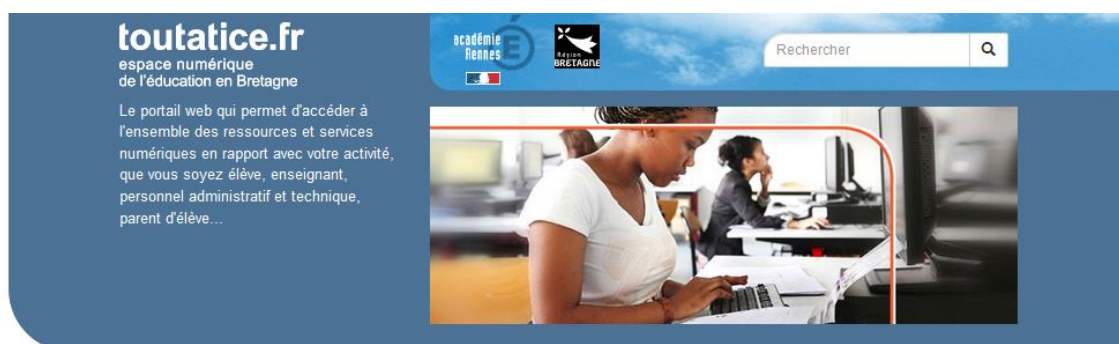 toutatice.fr
espace numérique
de l'éducation en Bretagne
Le portail web qui permet d'accéder à
l'ensemble des ressources et services
numériques en rapport avec votre activité,
que vous soyez élève, enseignant,
personnel administratif et technique,
parent d'élève...
académie
Rennes
é
Région
BRETAGNE
Rechercher